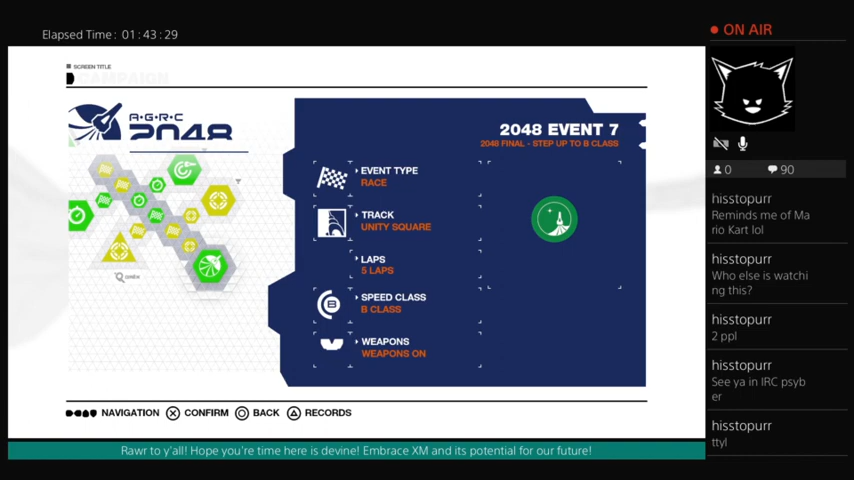 Elapsed Time : 01:43:29
ON AIR
SCREEN TITLE
CAMPAIGN
A•G•R•C
2048
2048 EVENT 7
2048 FINAL - STEP UP TO B CLASS
EVENT TYPE
RACE
TRACK
UNITY SQUARE
LAPS
5 LAPS
SPEED CLASS
B
B CLASS
WEAPONS
WEAPONS ON
NAVIGATION
CONFIRM
BACK
RECORDS
Rawr to y'all! Hope you're time here is devine! Embrace XM and its potential for our future!
0
90
hisstopurr
Reminds me of Ma
rio Kart lol
hisstopurr
Who else is watchi
ng this?
hisstopurr
2 ppl
hisstopurr
See ya in IRC psyb
er
hisstopurr
ttyl